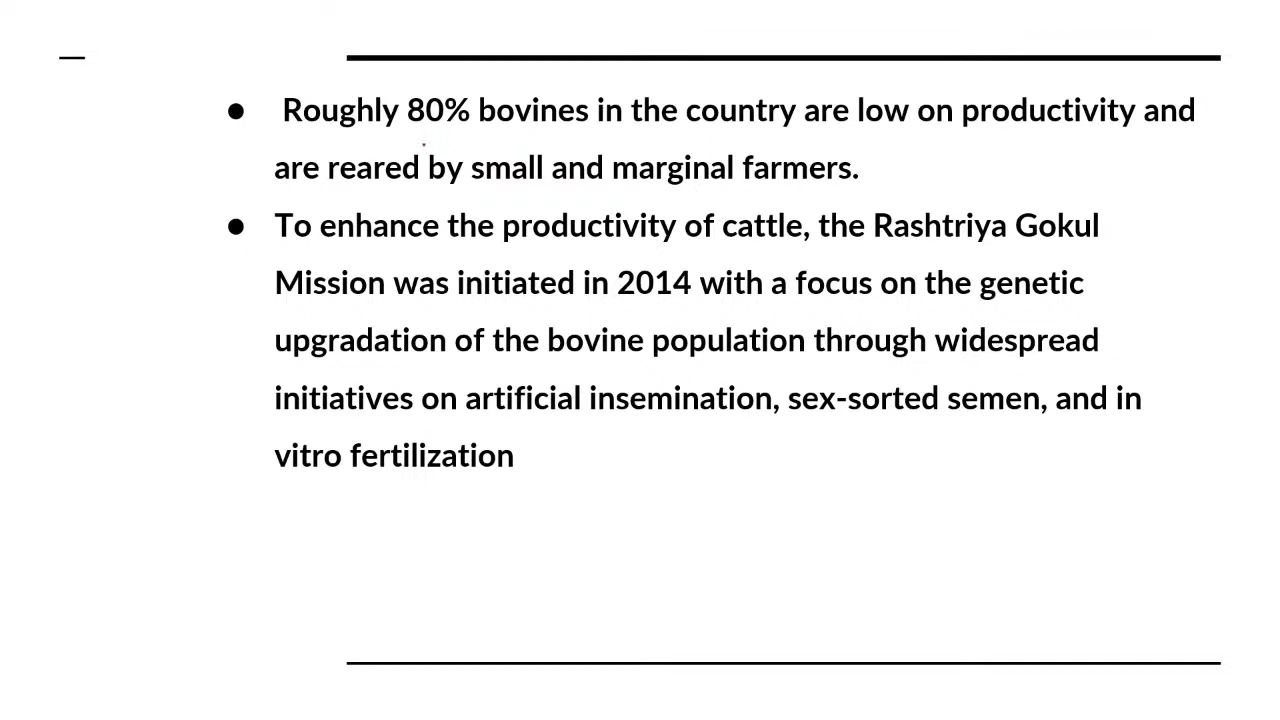 ● Roughly 80% bovines in the country are low on productivity and
are reared by small and marginal farmers.
● To enhance the productivity of cattle, the Rashtriya Gokul
Mission was initiated in 2014 with a focus on the genetic
upgradation of the bovine population through widespread
initiatives on artificial insemination, sex-sorted semen, and in
vitro fertilization